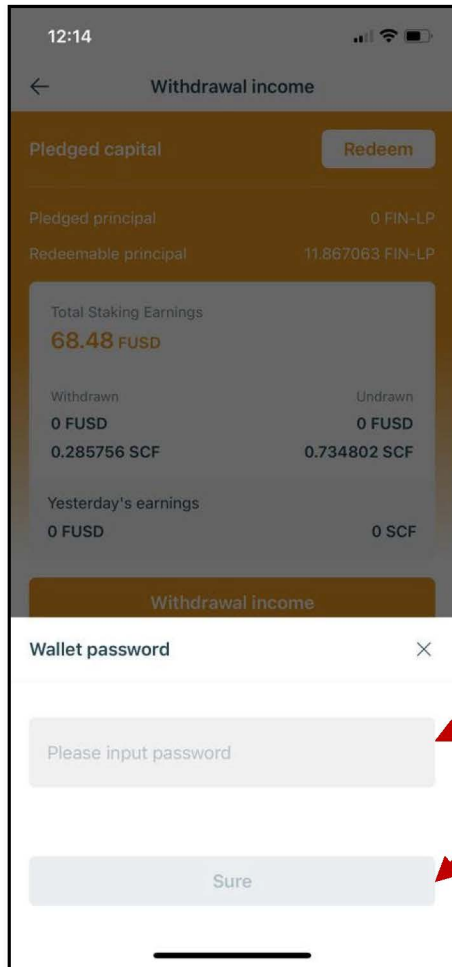 12:14
Withdrawal income
Pledged capital Redeem
Pledged principal 0 FIN-LP
Redeemable principal 11.867063 FIN-LP
Total Staking Earnings
68.48 FUSD
Withdrawn Undrawn
0 FUSD 0 FUSD
0.285756 SCF 0.734802 SCF
Yesterday's earnings
0 FUSD 0 SCF
Withdrawal income
Wallet password
Please input password
Sure